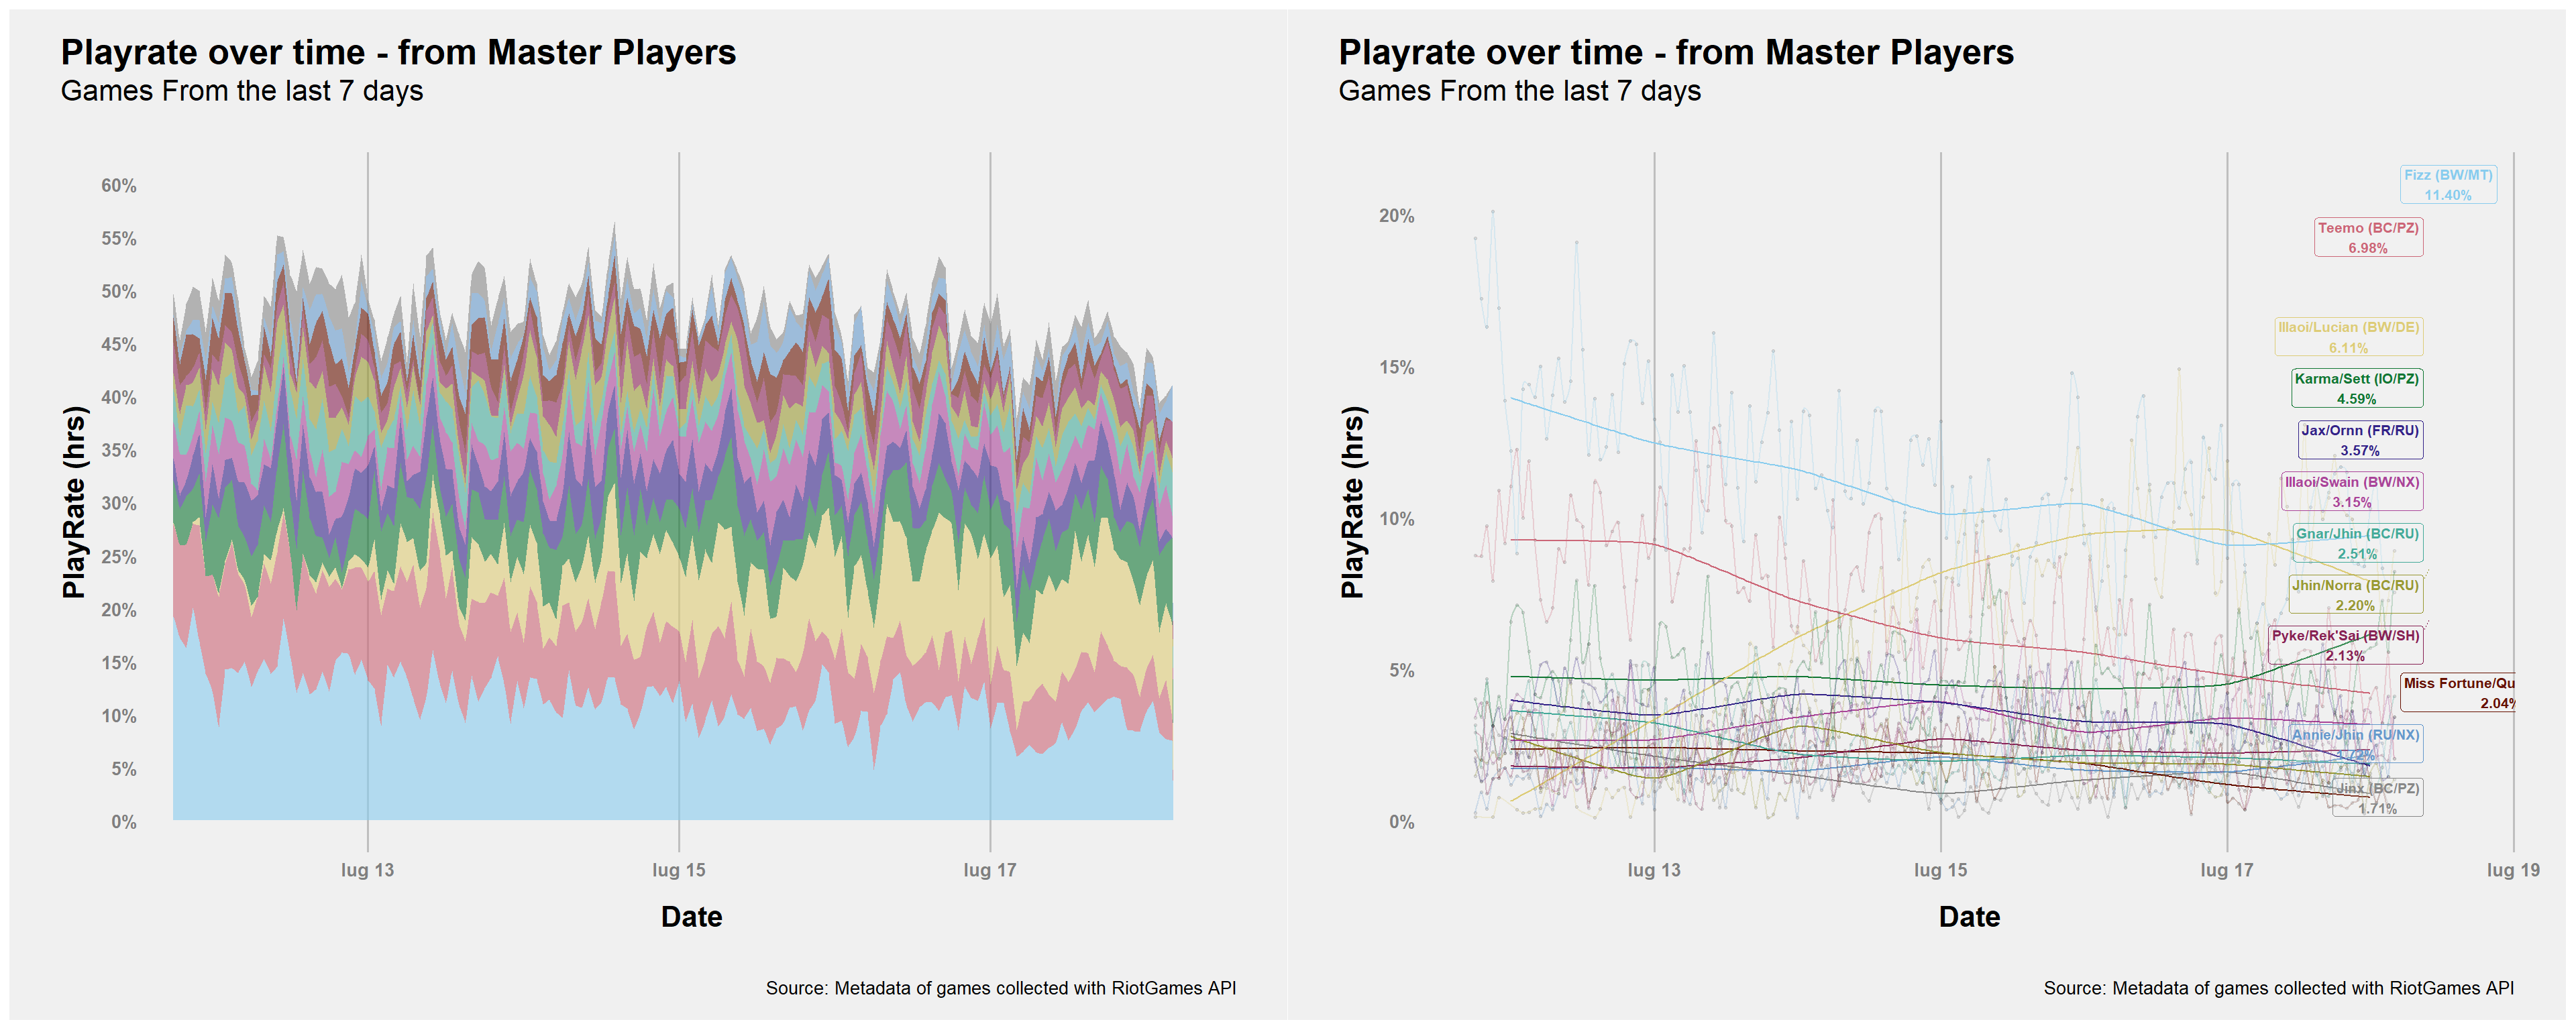 Playrate over time - from Master Players
Games From the last 7 days
PlayRate (hrs)
60%
55%
50%
45%
40%
35%
30%
25%
20%
15%
10%
5%
0%
lug 13
lug 15
lug 17
Date
Source: Metadata of games collected with RiotGames API
Playrate over time - from Master Players
Games From the last 7 days
PlayRate (hrs)
20%
15%
10%
5%
0%
Fizz (BW/MT)
11.40%
Teemo (BC/PZ)
6.98%
Illaoi/Lucian (BW/DE)
6.11%
Karma/Sett (IO/PZ)
4.59%
Jax/Ornn (FR/RU)
3.57%
Illaoi/Swain (BW/NX)
3.15%
Gnar/Jhin (BC/RU)
2.51%
Jhin/Norra (BC/RU)
2.20%
Pyke/Rek'Sai (BW/SH)
2.13%
Miss Fortune/Qu
2.04%
Annie/Jhin (RU/NX)
1.72%
Jinx (BC/PZ)
1.71%
lug 13
lug 15
lug 17
lug 19
Date
Source: Metadata of games collected with RiotGames API